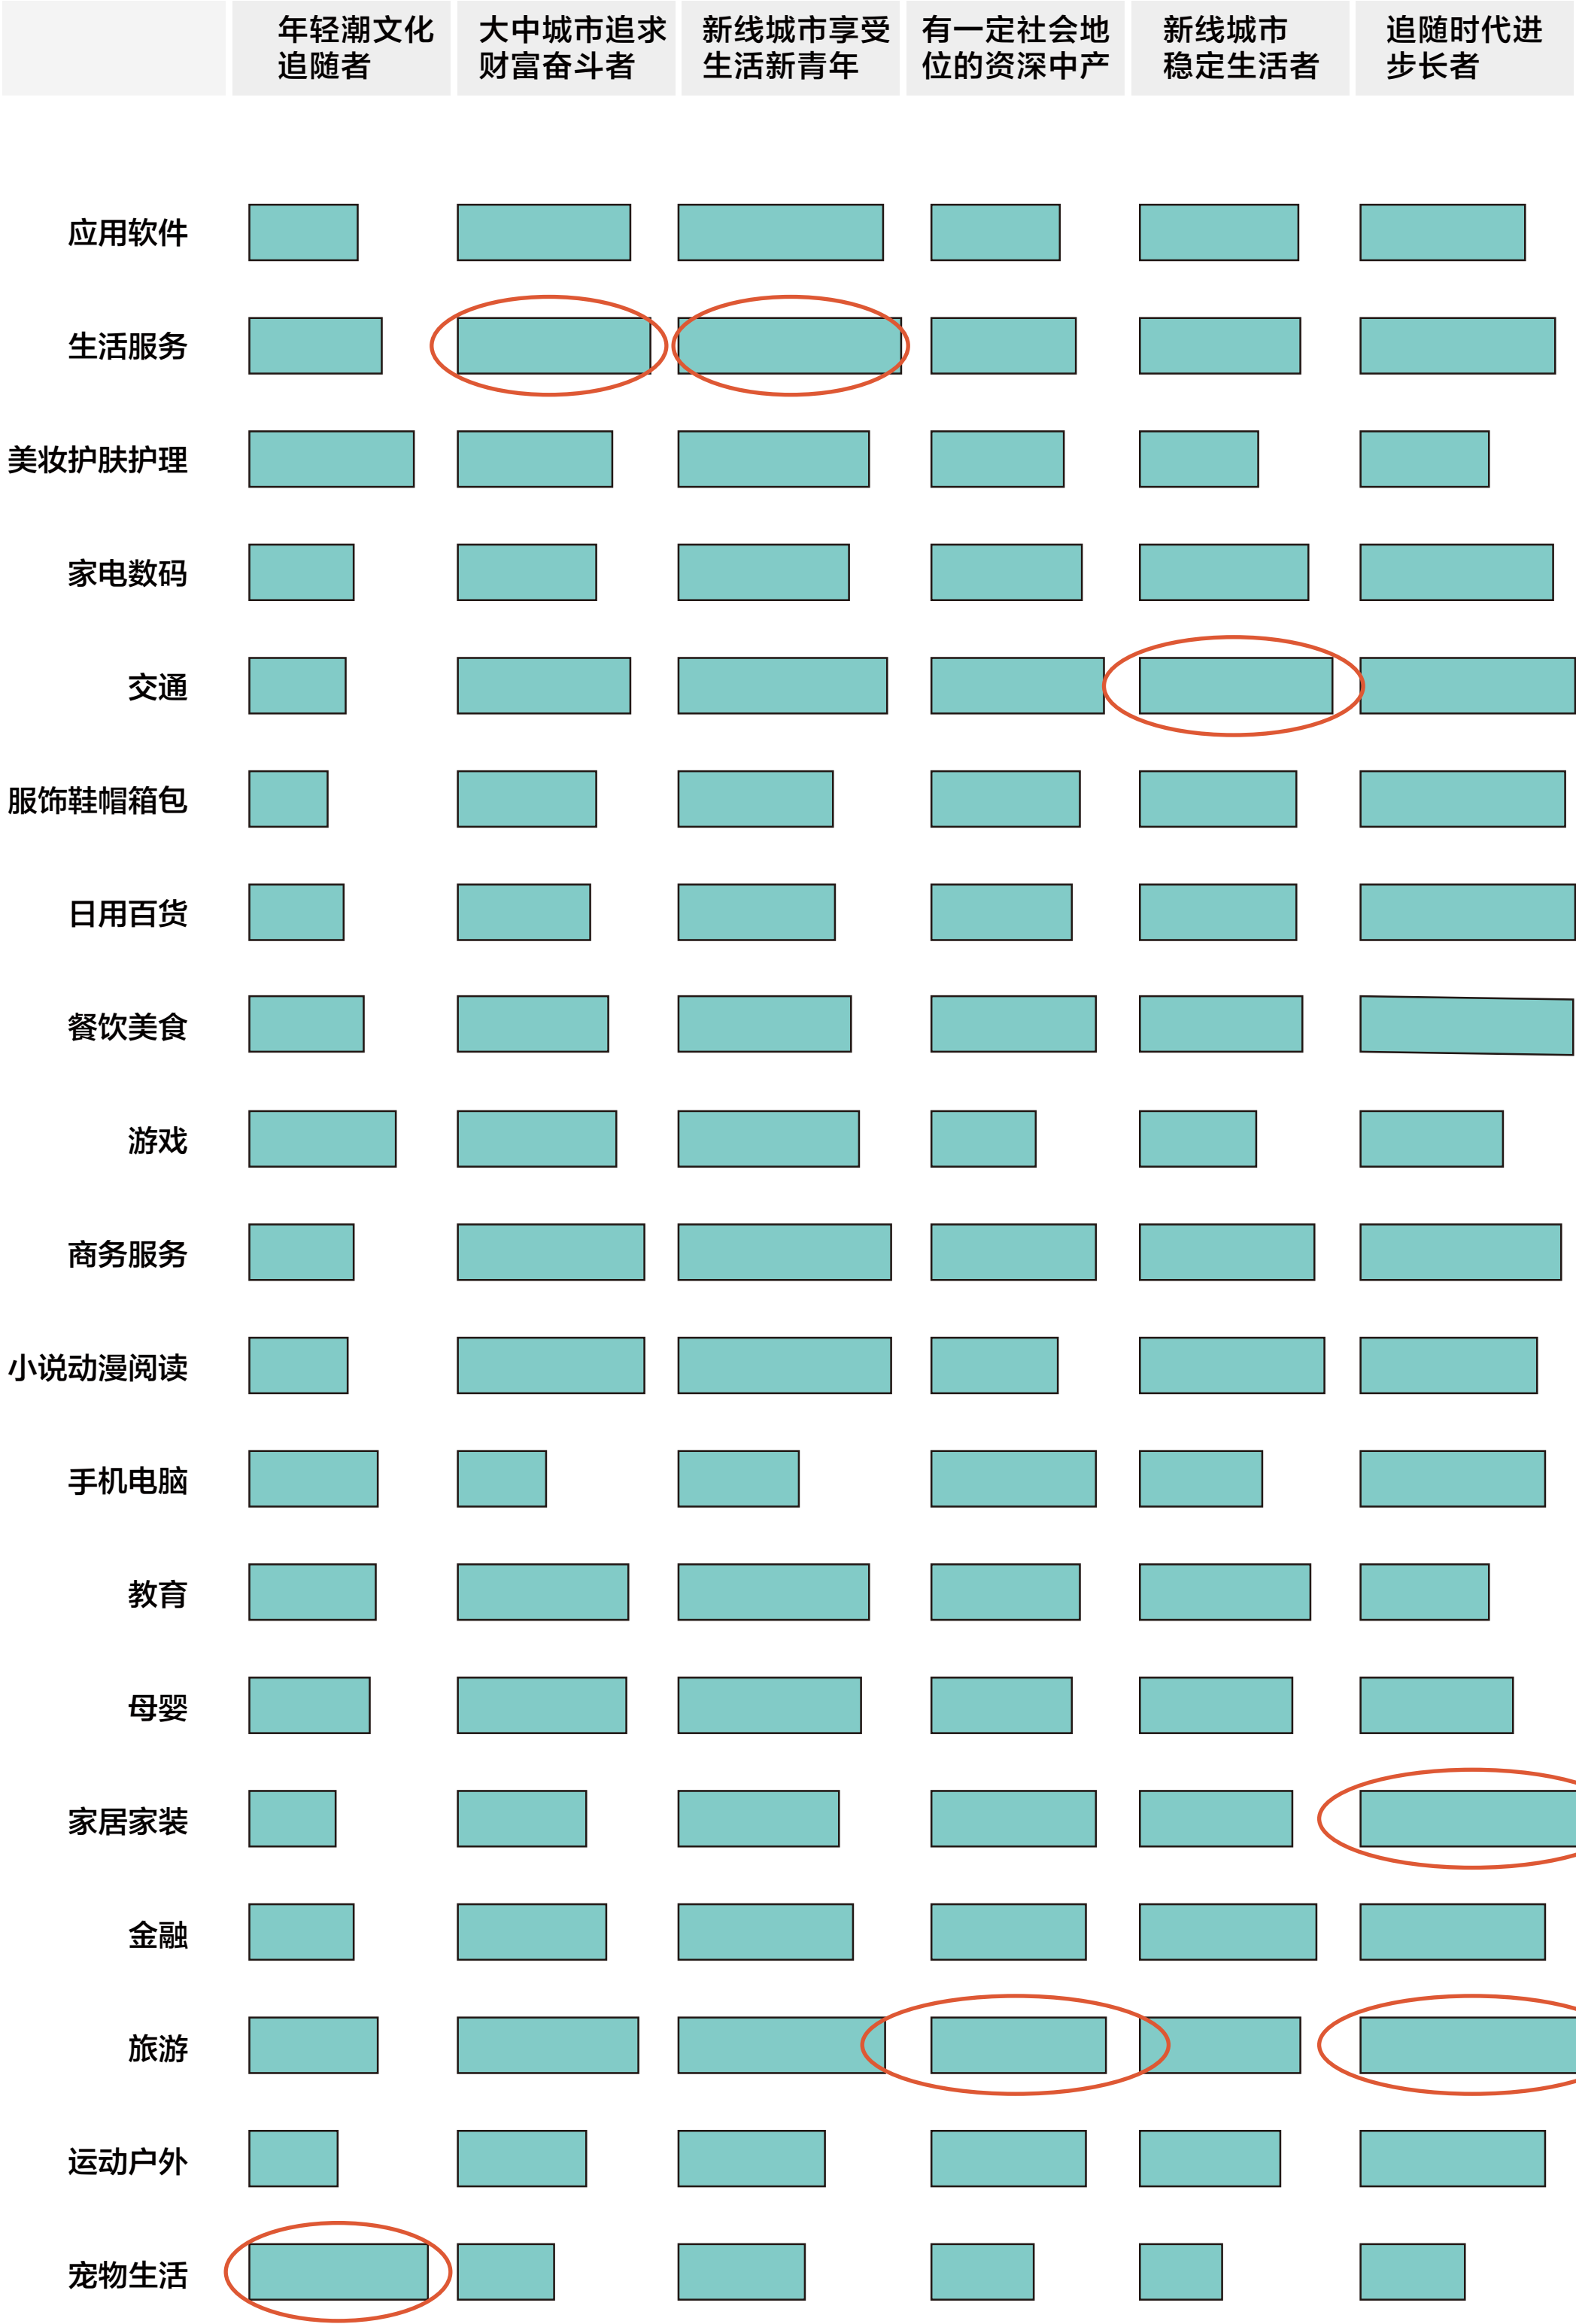 年轻潮文化
追随者
大中城市追求
财富奋斗者
新线城市享受
生活新青年
有一定社会地
位的资深中产
新线城市
稳定生活者
追随时代进
步长者
应用软件
生活服务
美妆护肤护理
家电数码
交通
服饰鞋帽箱包
日用百货
餐饮美食
游戏
商务服务
小说动漫阅读
手机电脑
教育
母婴
家居家装
金融
旅游
运动户外
宠物生活